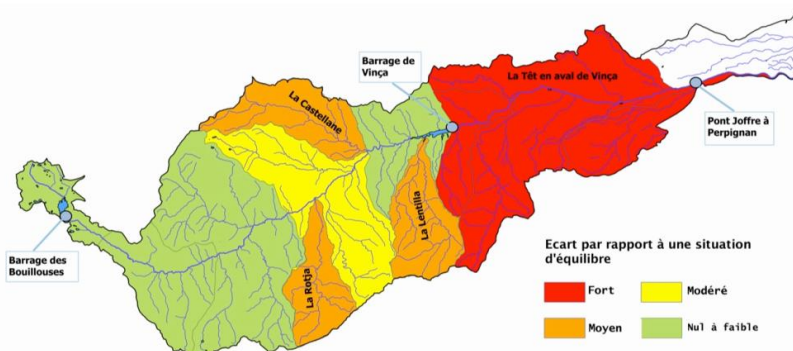 Barrage de
Vinça
La Têt en aval de Vinça
La Castellane
Pont Joffre à
Perpignan
La Lentilla
La Rotja
Barrage des
Bouillouses
Ecart par rapport à une situation
d'équilibre
Fort
Modéré
Moyen
Nul à faible